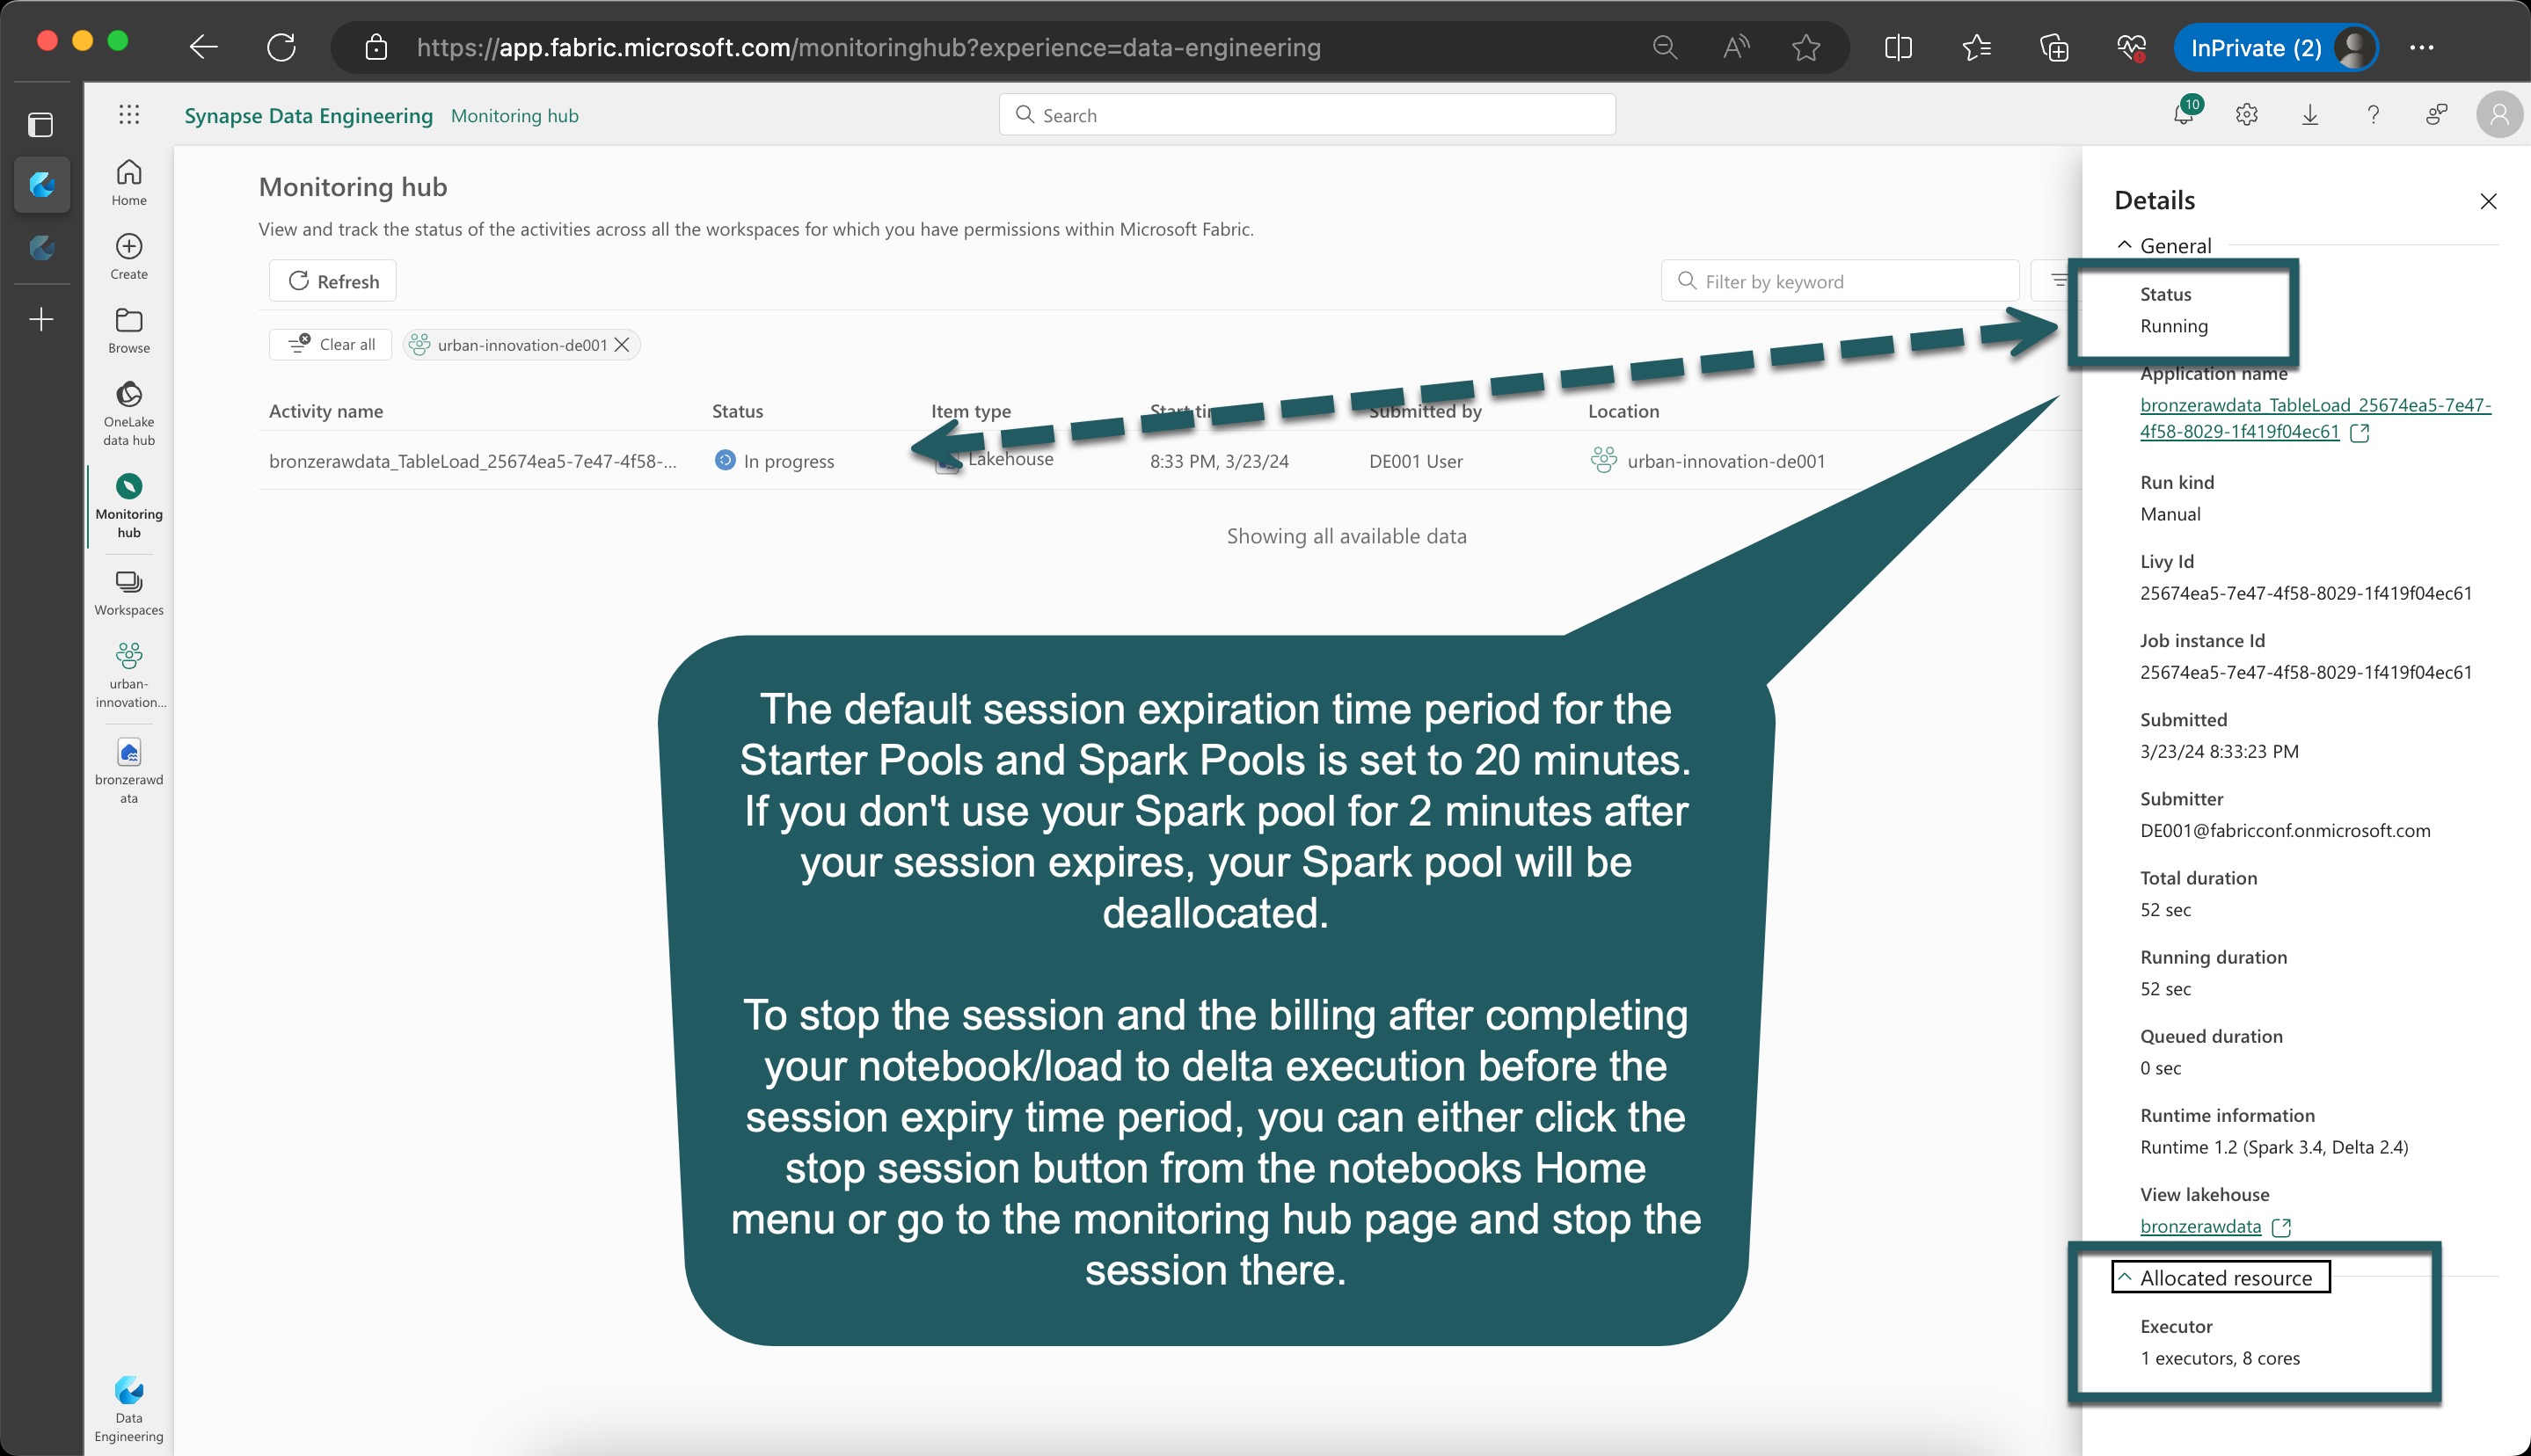 https://app.fabric.microsoft.com/monitoringhub?experience=data-engineering
InPrivate (2)
Synapse Data Engineering Monitoring hub
Search
10
Home
Create
Browse
OneLake
data hub
Monitoring
hub
Workspaces
urban-
innovation...
bronzerawd
ata
Data
Engineering
Monitoring hub
View and track the status of the activities across all the workspaces for which you have permissions within Microsoft Fabric.
Refresh
Filter by keyword
Clear all
urban-innovation-de001
Activity name Status Item type Start ti Submitted by Location
bronzerawdata_TableLoad_25674ea5-7e47-4f58-... In progress Lakehouse 8:33 PM, 3/23/24 DE001 User urban-innovation-de001
Showing all available data
The default session expiration time period for the
Starter Pools and Spark Pools is set to 20 minutes.
If you don't use your Spark pool for 2 minutes after
your session expires, your Spark pool will be
deallocated.
To stop the session and the billing after completing
your notebook/load to delta execution before the
session expiry time period, you can either click the
stop session button from the notebooks Home
menu or go to the monitoring hub page and stop the
session there.
Details
General
Status
Running
Application name
bronzerawdata_TableLoad_25674ea5-7e47-
4f58-8029-1f419f04ec61
Run kind
Manual
Livy Id
25674ea5-7e47-4f58-8029-1f419f04ec61
Job instance Id
25674ea5-7e47-4f58-8029-1f419f04ec61
Submitted
3/23/24 8:33:23 PM
Submitter
DE001@fabricconf.onmicrosoft.com
Total duration
52 sec
Running duration
52 sec
Queued duration
0 sec
Runtime information
Runtime 1.2 (Spark 3.4, Delta 2.4)
View lakehouse
bronzerawdata
Allocated resource
Executor
1 executors, 8 cores